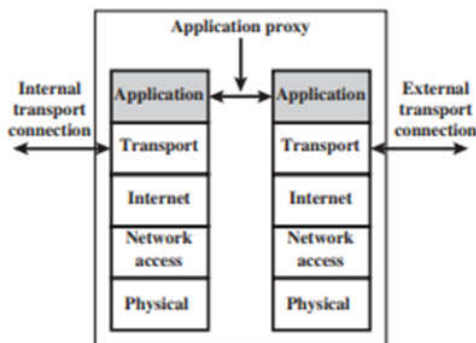 Application proxy
Internal
transport
connection
External
transport
connection
Application
Application
Transport
Transport
Internet
Internet
Network
access
Network
access
Physical
Physical